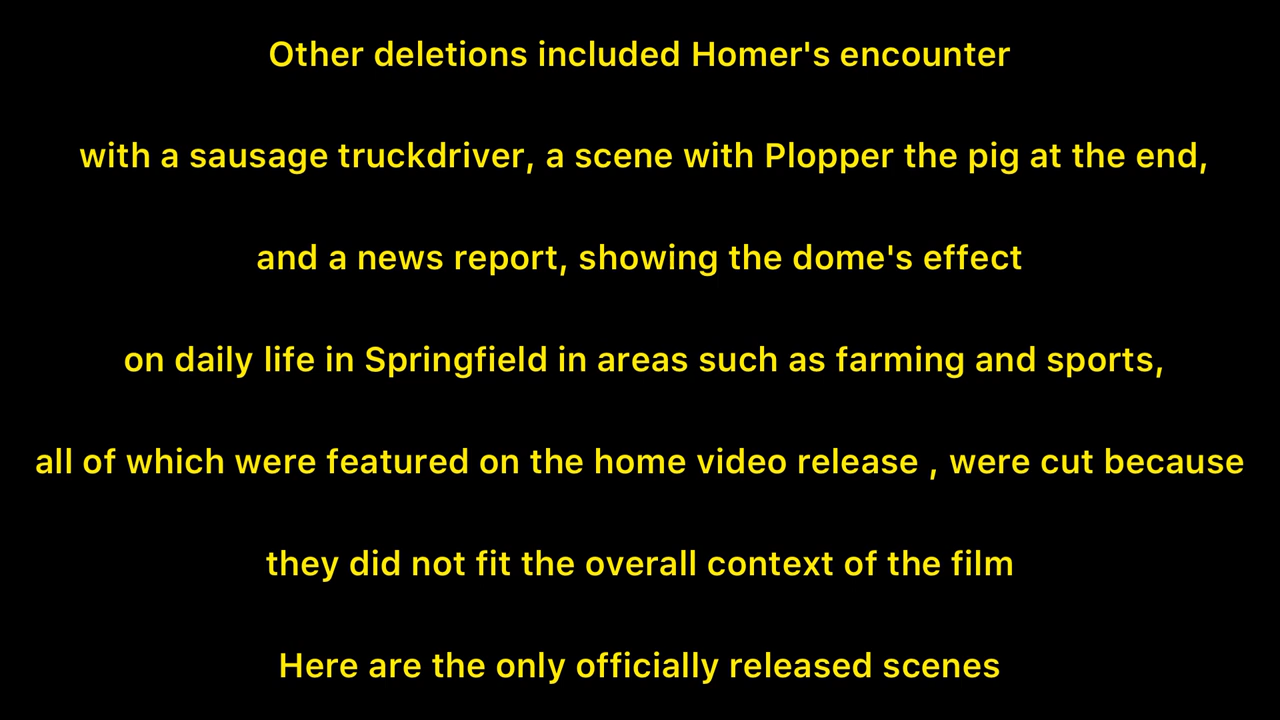 Other deletions included Homer's encounter
with a sausage truckdriver, a scene with Plopper the pig at the end,
and a news report, showing the dome's effect
on daily life in Springfield in areas such as farming and sports,
all of which were featured on the home video release , were cut because
they did not fit the overall context of the film
Here are the only officially released scenes